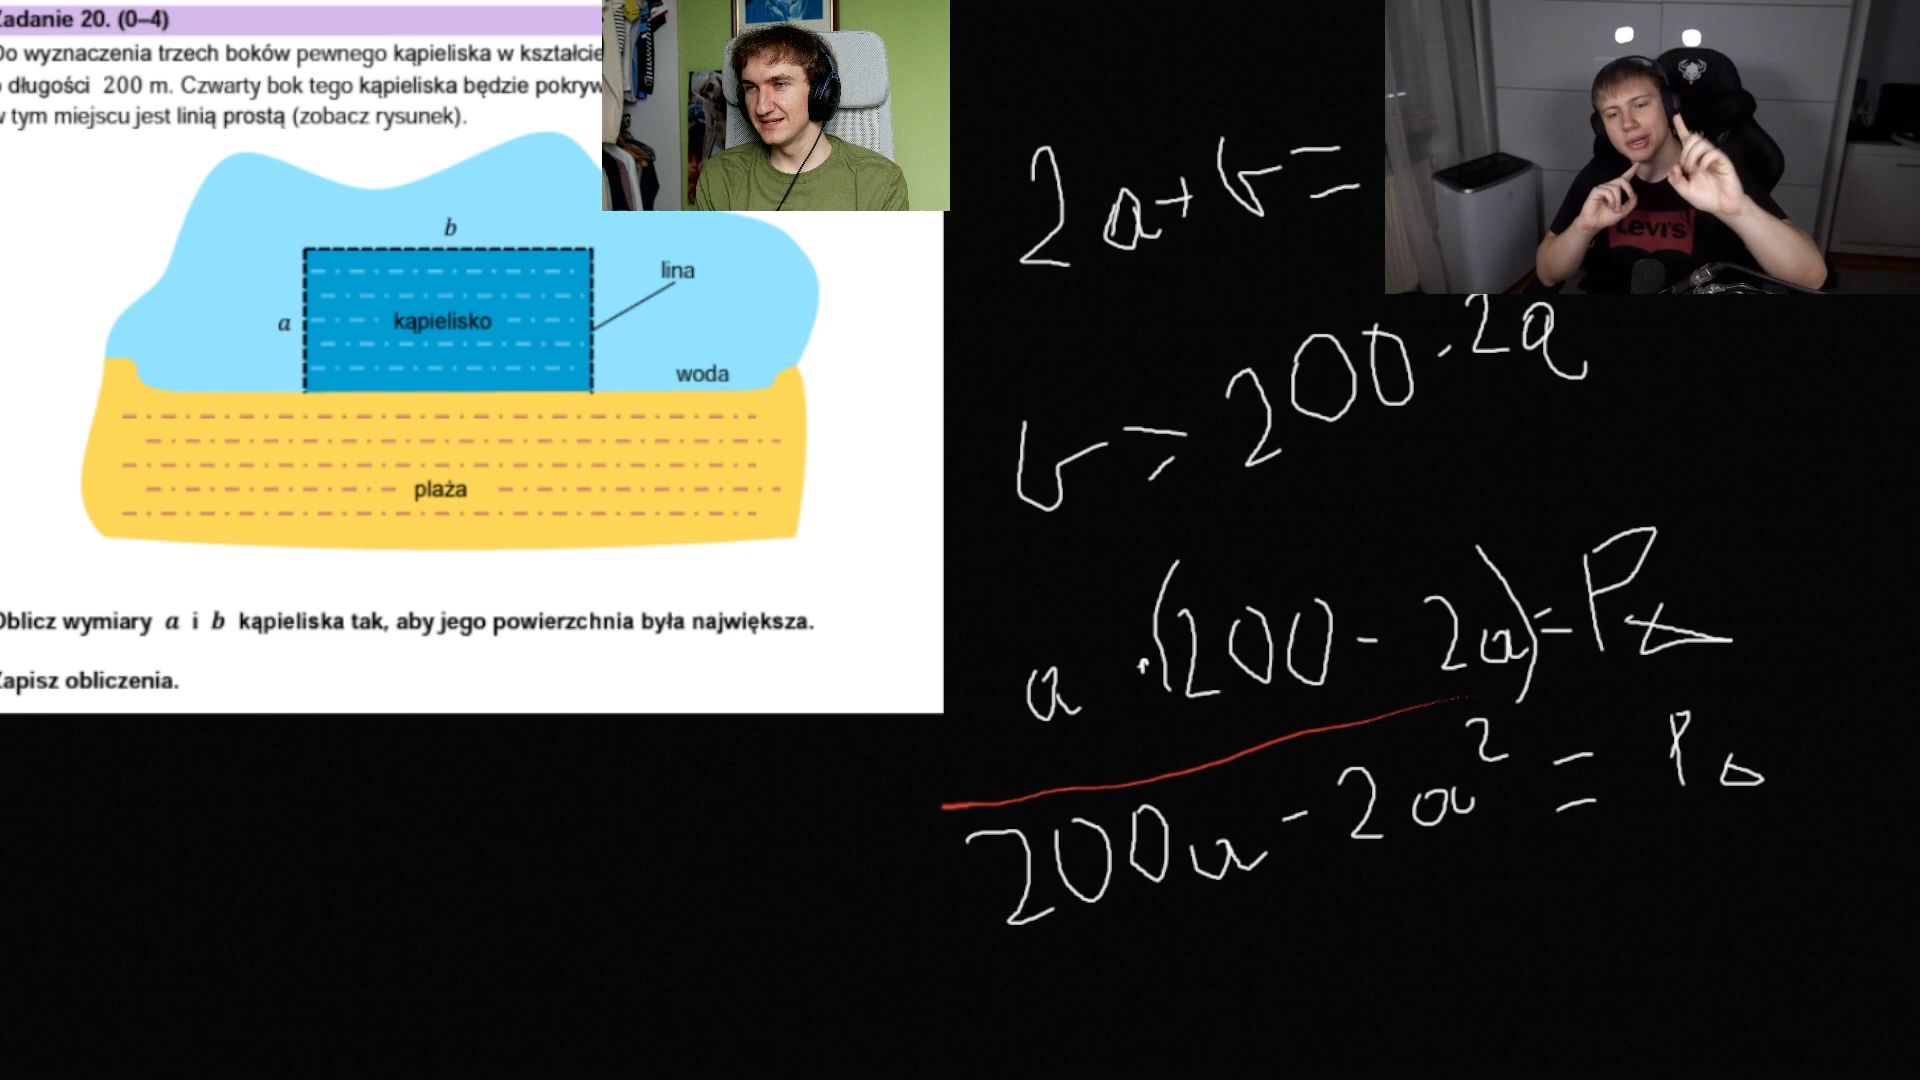 Zadanie 20. (0–4)
Do wyznaczenia trzech boków pewnego kąpieliska w kształcie
o długości 200 m. Czwarty bok tego kąpieliska będzie pokryw
w tym miejscu jest linią prostą (zobacz rysunek).
b
lina
a
kąpielisko
woda
plaża
Oblicz wymiary a i b kąpieliska tak, aby jego powierzchnia była największa.
Zapisz obliczenia.
2a+b=
b=200-2a
a·(200-2a)=P
200a-2a²=P
Levi's